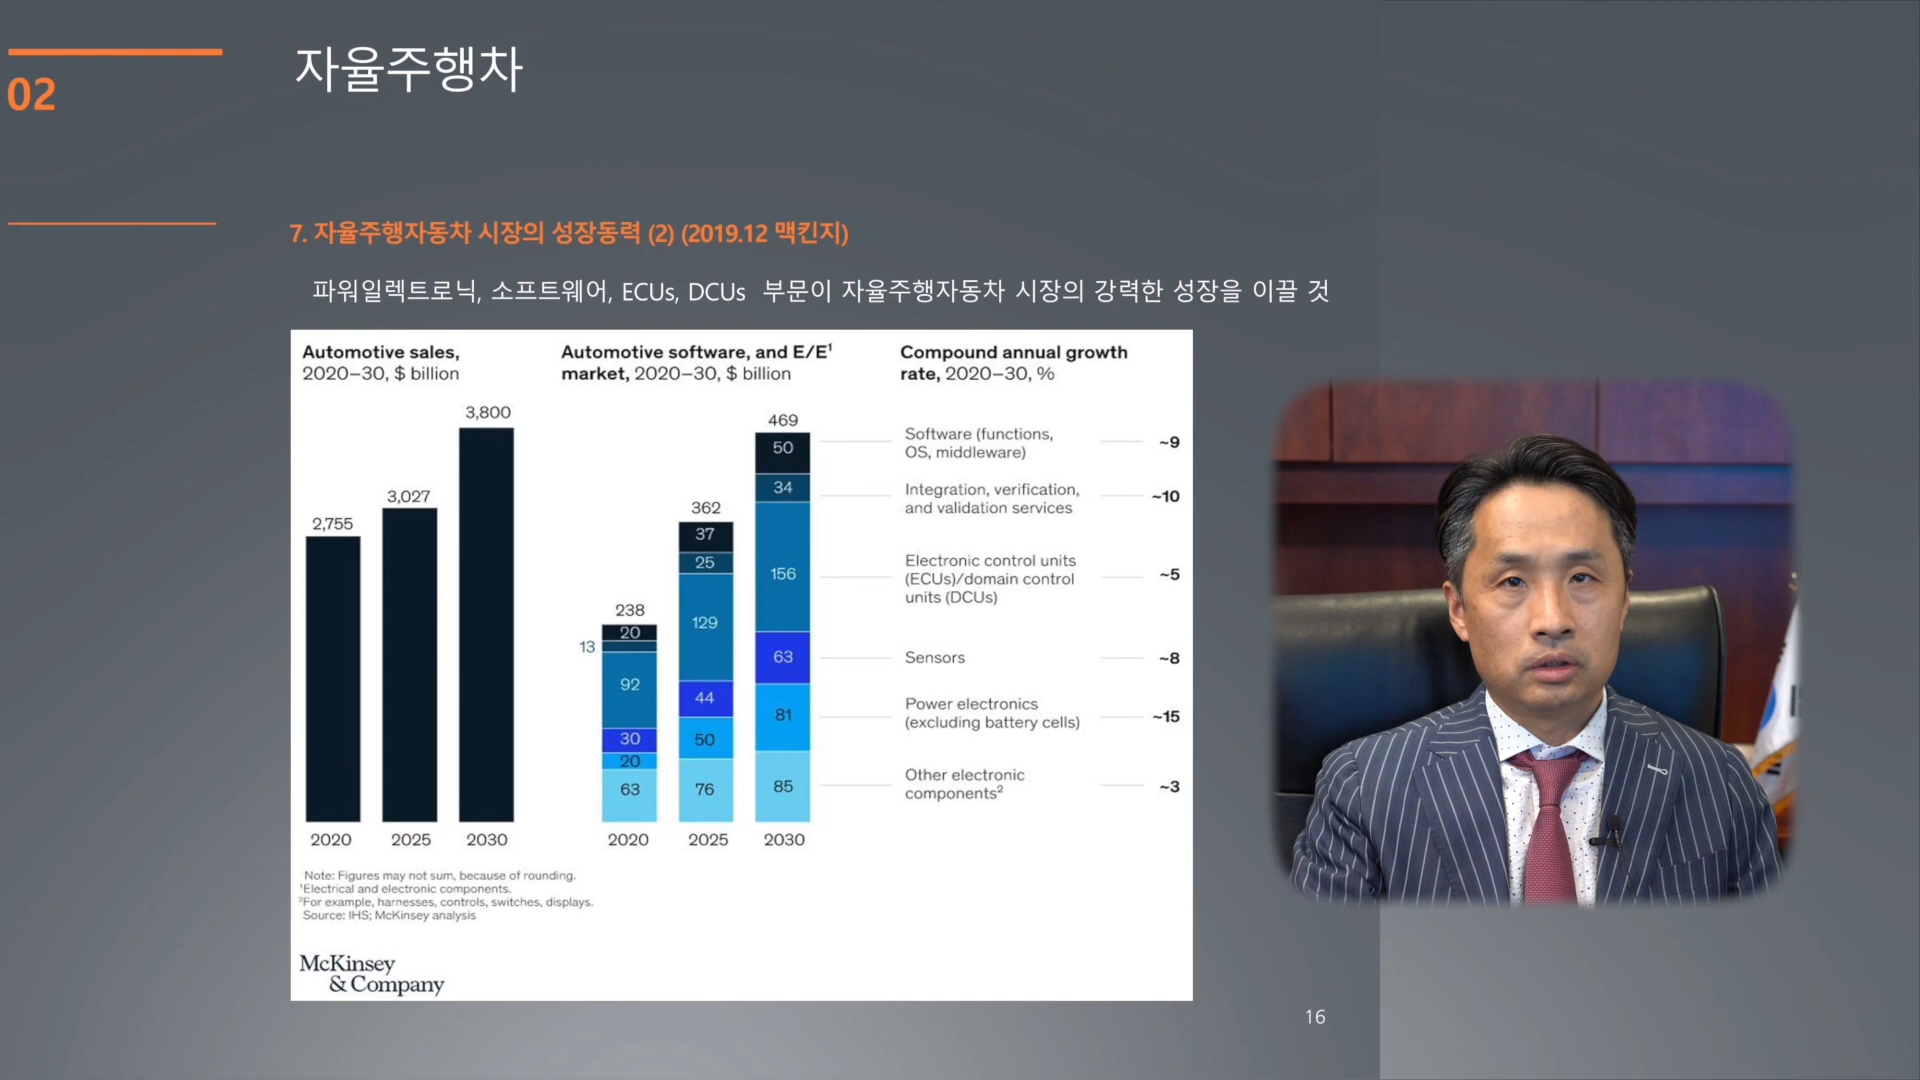 02
자율주행차
7. 자율주행자동차 시장의 성장동력 (2) (2019.12 맥킨지)
파워일렉트로닉, 소프트웨어, ECUs, DCUs 부문이 자율주행자동차 시장의 강력한 성장을 이끌 것
Automotive sales,
2020–30, $ billion
2,755
3,027
3,800
2020
2025
2030
Automotive software, and E/E¹
market, 2020–30, $ billion
238
20
13
92
30
20
63
362
37
25
129
44
50
76
469
50
34
156
63
81
85
2020
2025
2030
Compound annual growth
rate, 2020–30, %
Software (functions,
OS, middleware)
~9
Integration, verification,
and validation services
~10
Electronic control units
(ECUs)/domain control
units (DCUs)
~5
Sensors
~8
Power electronics
(excluding battery cells)
~15
Other electronic
components²
~3
Note: Figures may not sum, because of rounding.
¹Electrical and electronic components.
²For example, harnesses, controls, switches, displays.
Source: IHS; McKinsey analysis
McKinsey
& Company
16